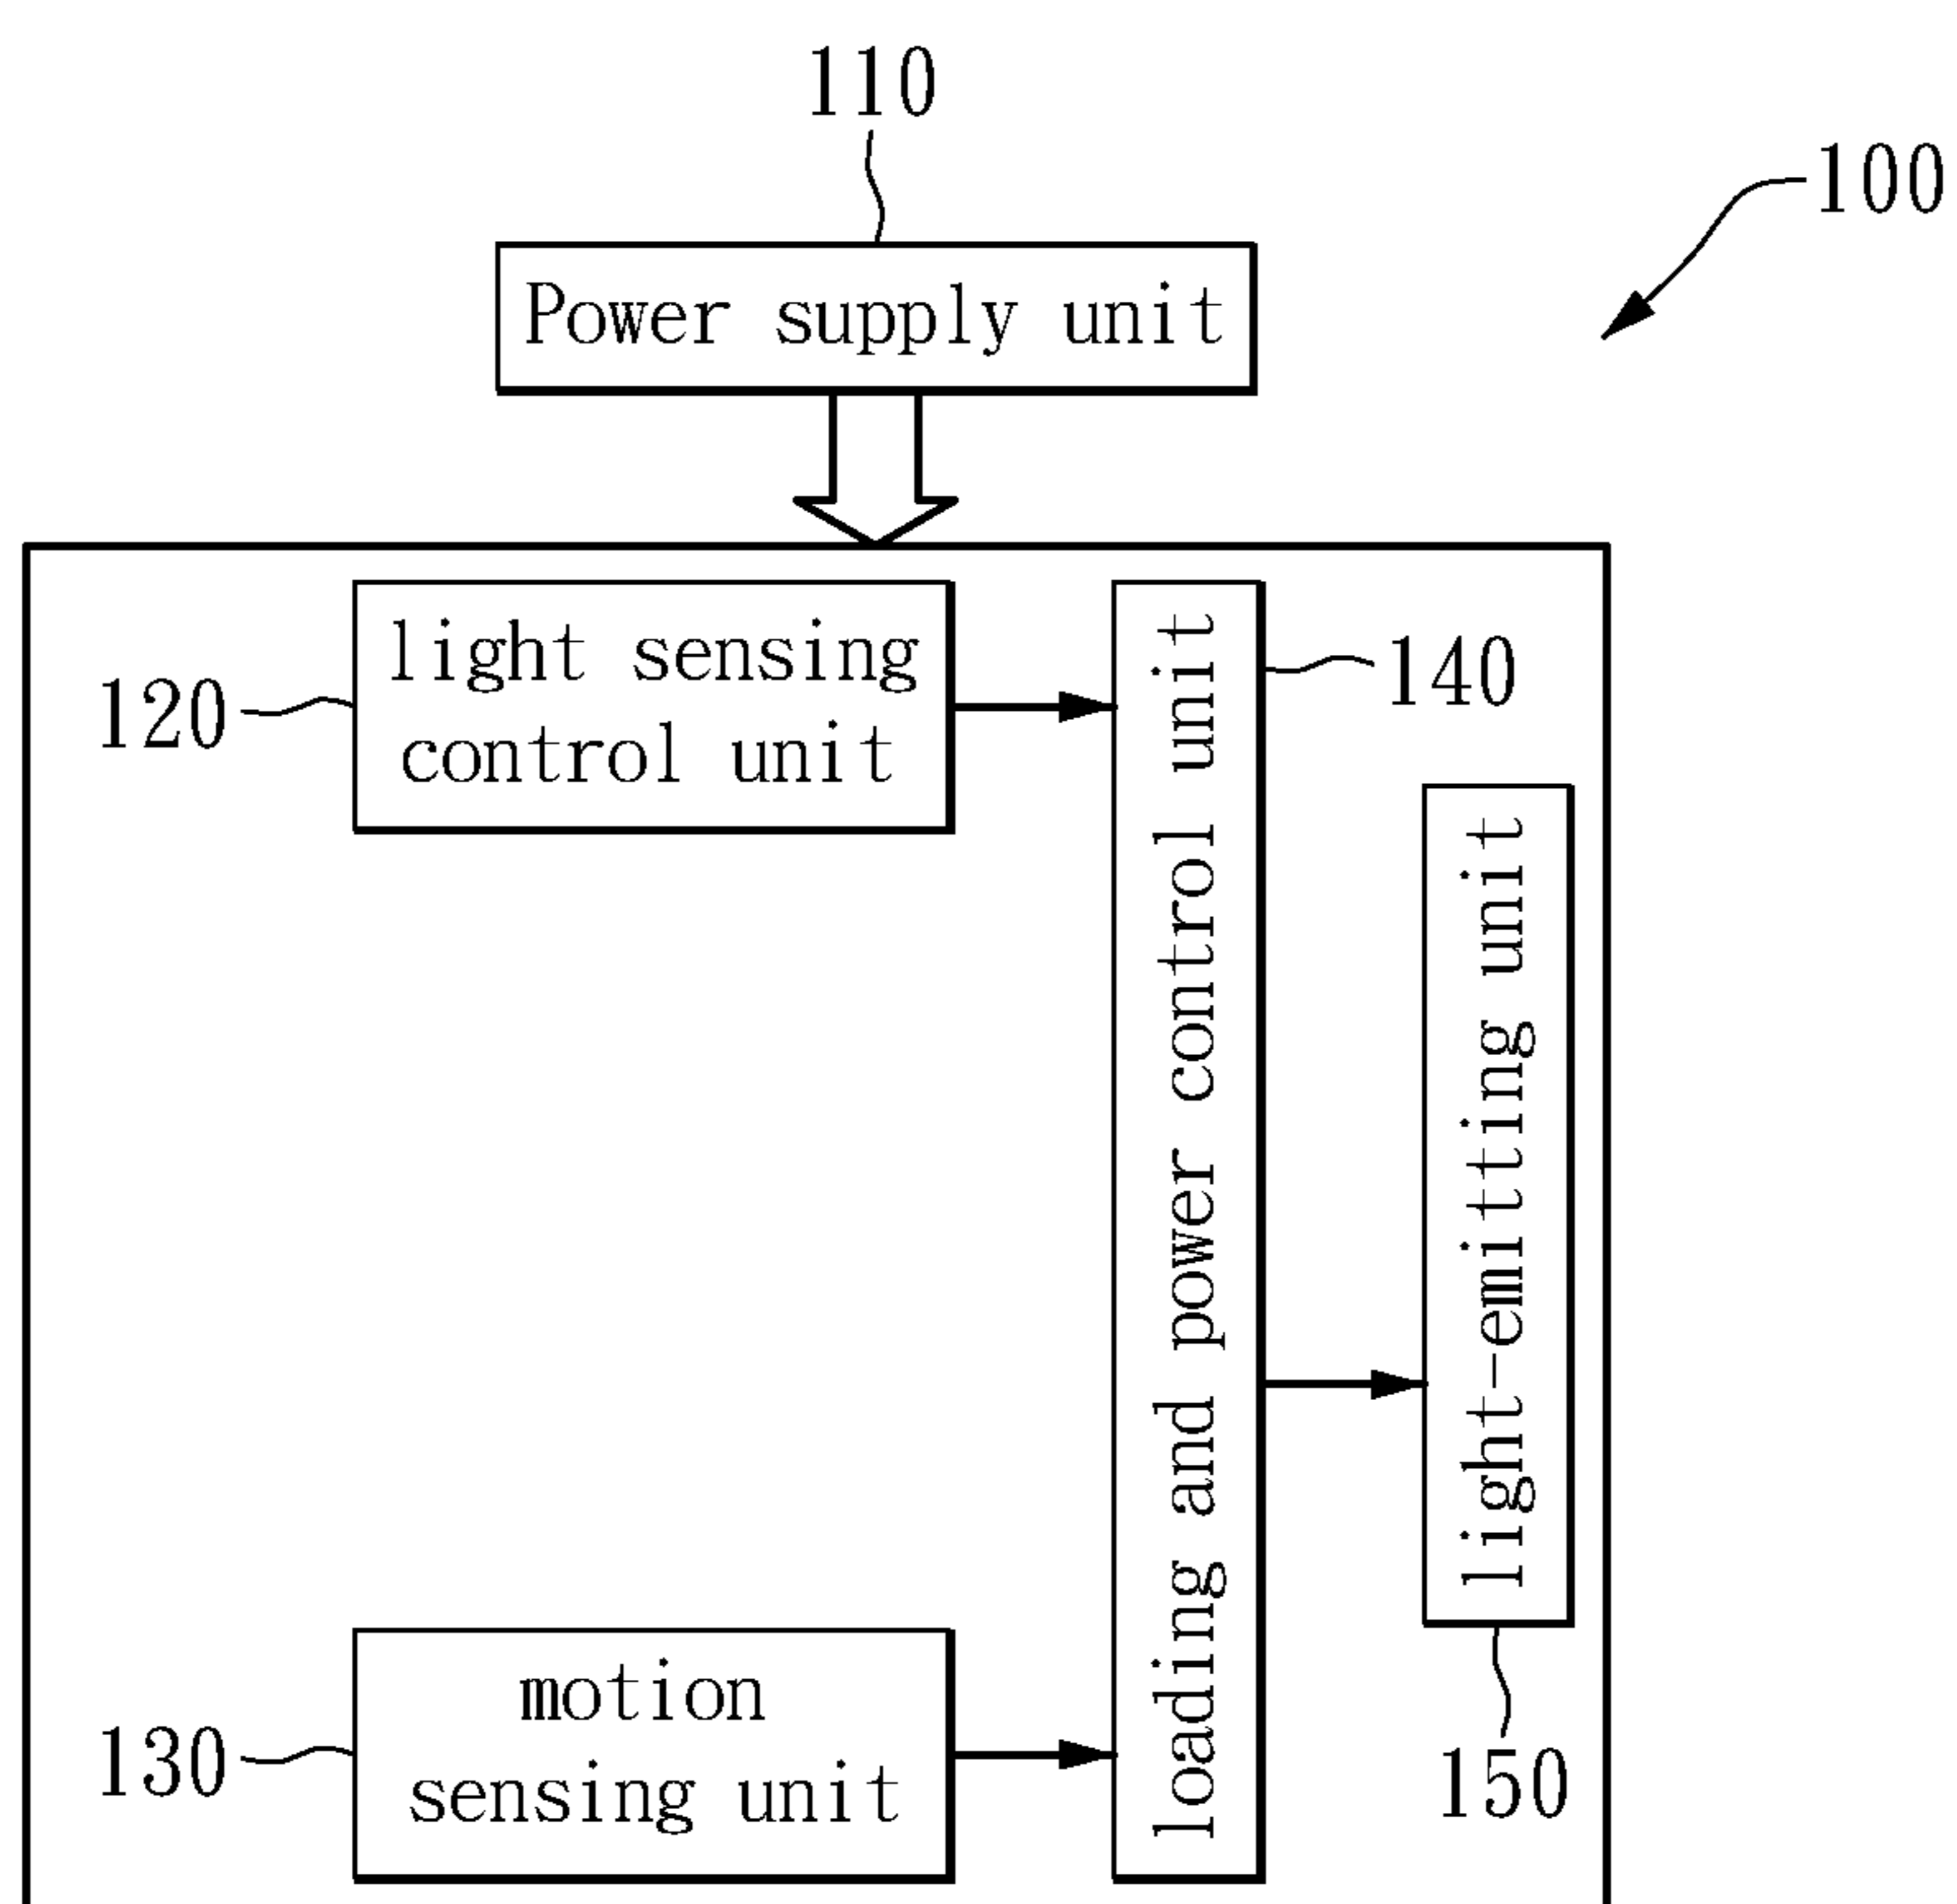 110
100
Power supply unit
light sensing
control unit
120
140
loading and power control unit
light-emitting unit
motion
sensing unit
130
150